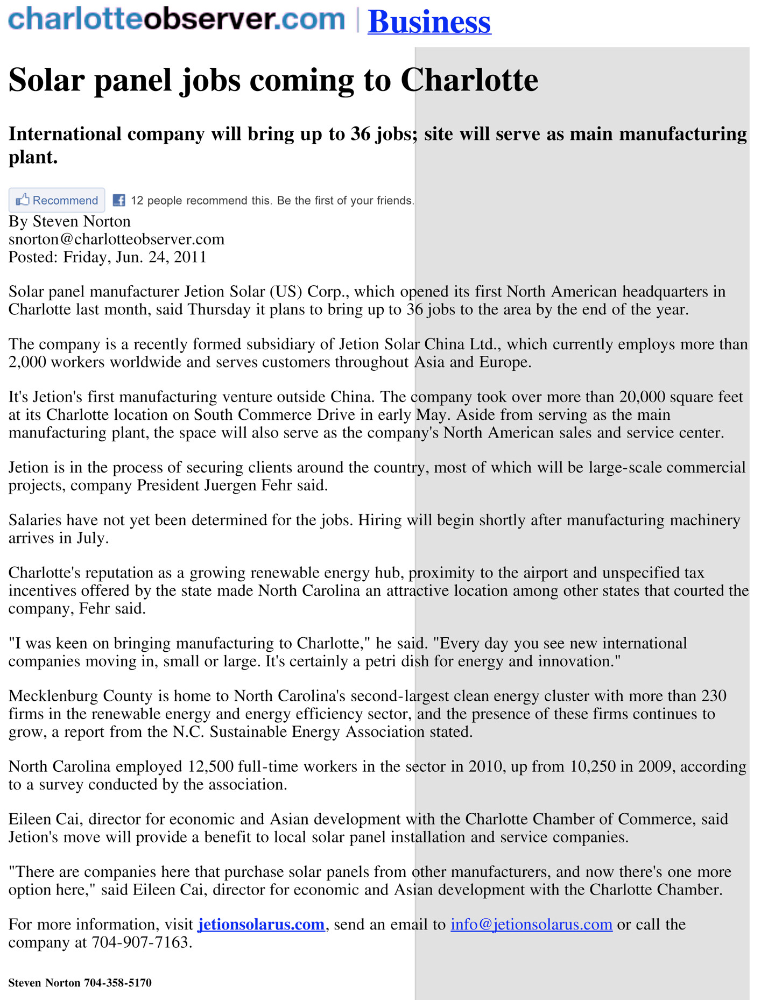 charlotteobserver.com | Business
Solar panel jobs coming to Charlotte
International company will bring up to 36 jobs; site will serve as main manufacturing
plant.
Recommend 12 people recommend this. Be the first of your friends.
By Steven Norton
snorton@charlotteobserver.com
Posted: Friday, Jun. 24, 2011
Solar panel manufacturer Jetion Solar (US) Corp., which opened its first North American headquarters in
Charlotte last month, said Thursday it plans to bring up to 36 jobs to the area by the end of the year.
The company is a recently formed subsidiary of Jetion Solar China Ltd., which currently employs more than
2,000 workers worldwide and serves customers throughout Asia and Europe.
It's Jetion's first manufacturing venture outside China. The company took over more than 20,000 square feet
at its Charlotte location on South Commerce Drive in early May. Aside from serving as the main
manufacturing plant, the space will also serve as the company's North American sales and service center.
Jetion is in the process of securing clients around the country, most of which will be large-scale commercial
projects, company President Juergen Fehr said.
Salaries have not yet been determined for the jobs. Hiring will begin shortly after manufacturing machinery
arrives in July.
Charlotte's reputation as a growing renewable energy hub, proximity to the airport and unspecified tax
incentives offered by the state made North Carolina an attractive location among other states that courted the
company, Fehr said.
"I was keen on bringing manufacturing to Charlotte," he said. "Every day you see new international
companies moving in, small or large. It's certainly a petri dish for energy and innovation."
Mecklenburg County is home to North Carolina's second-largest clean energy cluster with more than 230
firms in the renewable energy and energy efficiency sector, and the presence of these firms continues to
grow, a report from the N.C. Sustainable Energy Association stated.
North Carolina employed 12,500 full-time workers in the sector in 2010, up from 10,250 in 2009, according
to a survey conducted by the association.
Eileen Cai, director for economic and Asian development with the Charlotte Chamber of Commerce, said
Jetion's move will provide a benefit to local solar panel installation and service companies.
"There are companies here that purchase solar panels from other manufacturers, and now there's one more
option here," said Eileen Cai, director for economic and Asian development with the Charlotte Chamber.
For more information, visit jetionsolarus.com, send an email to info@jetionsolarus.com or call the
company at 704-907-7163.
Steven Norton 704-358-5170